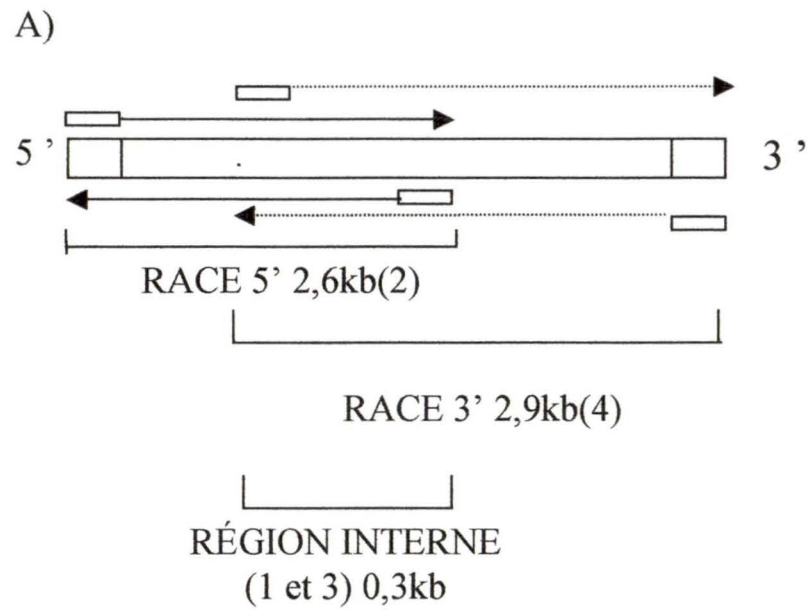 A)
5 ’ 3 ’
RACE 5’ 2,6kb(2)
RACE 3’ 2,9kb(4)
RÉGION INTERNE
(1 et 3) 0,3kb